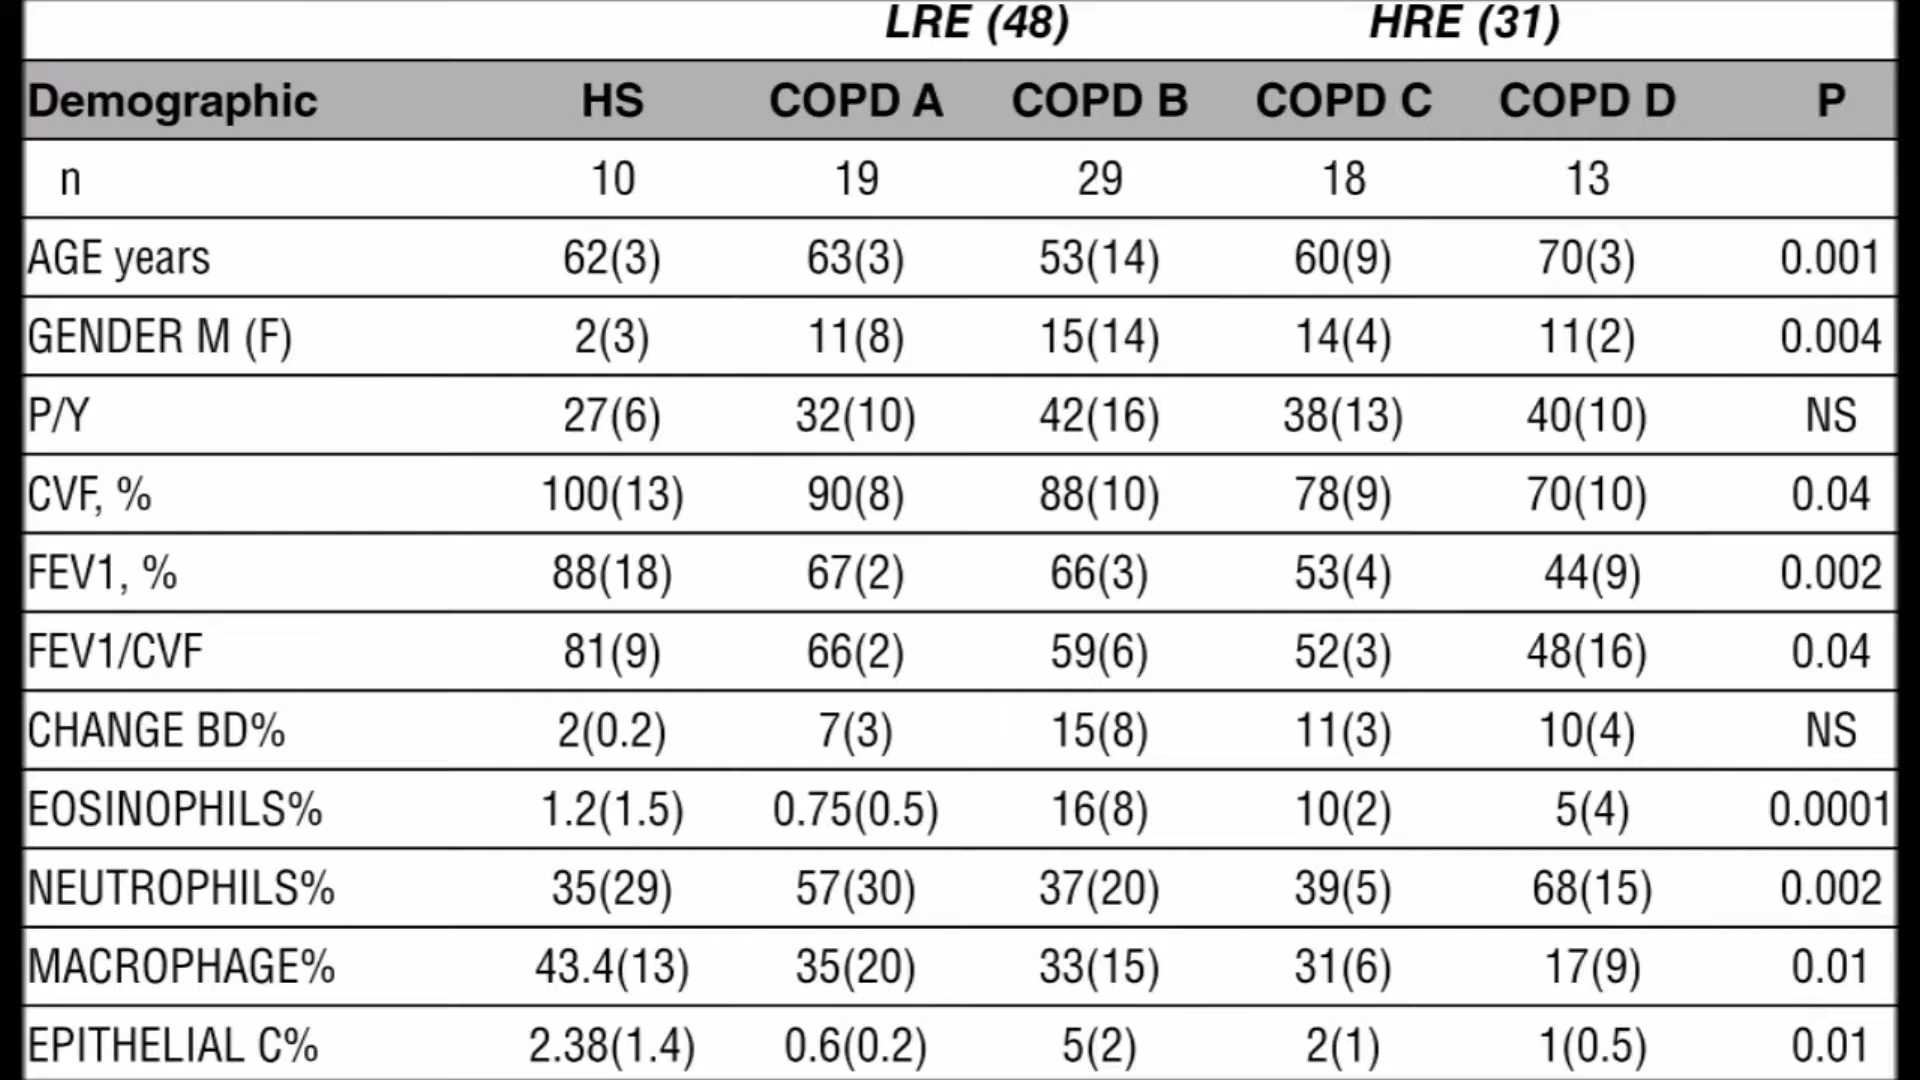 LRE (48) HRE (31)
Demographic HS COPD A COPD B COPD C COPD D P
n 10 19 29 18 13
AGE years 62(3) 63(3) 53(14) 60(9) 70(3) 0.001
GENDER M (F) 2(3) 11(8) 15(14) 14(4) 11(2) 0.004
P/Y 27(6) 32(10) 42(16) 38(13) 40(10) NS
CVF, % 100(13) 90(8) 88(10) 78(9) 70(10) 0.04
FEV1, % 88(18) 67(2) 66(3) 53(4) 44(9) 0.002
FEV1/CVF 81(9) 66(2) 59(6) 52(3) 48(16) 0.04
CHANGE BD% 2(0.2) 7(3) 15(8) 11(3) 10(4) NS
EOSINOPHILS% 1.2(1.5) 0.75(0.5) 16(8) 10(2) 5(4) 0.0001
NEUTROPHILS% 35(29) 57(30) 37(20) 39(5) 68(15) 0.002
MACROPHAGE% 43.4(13) 35(20) 33(15) 31(6) 17(9) 0.01
EPITHELIAL C% 2.38(1.4) 0.6(0.2) 5(2) 2(1) 1(0.5) 0.01